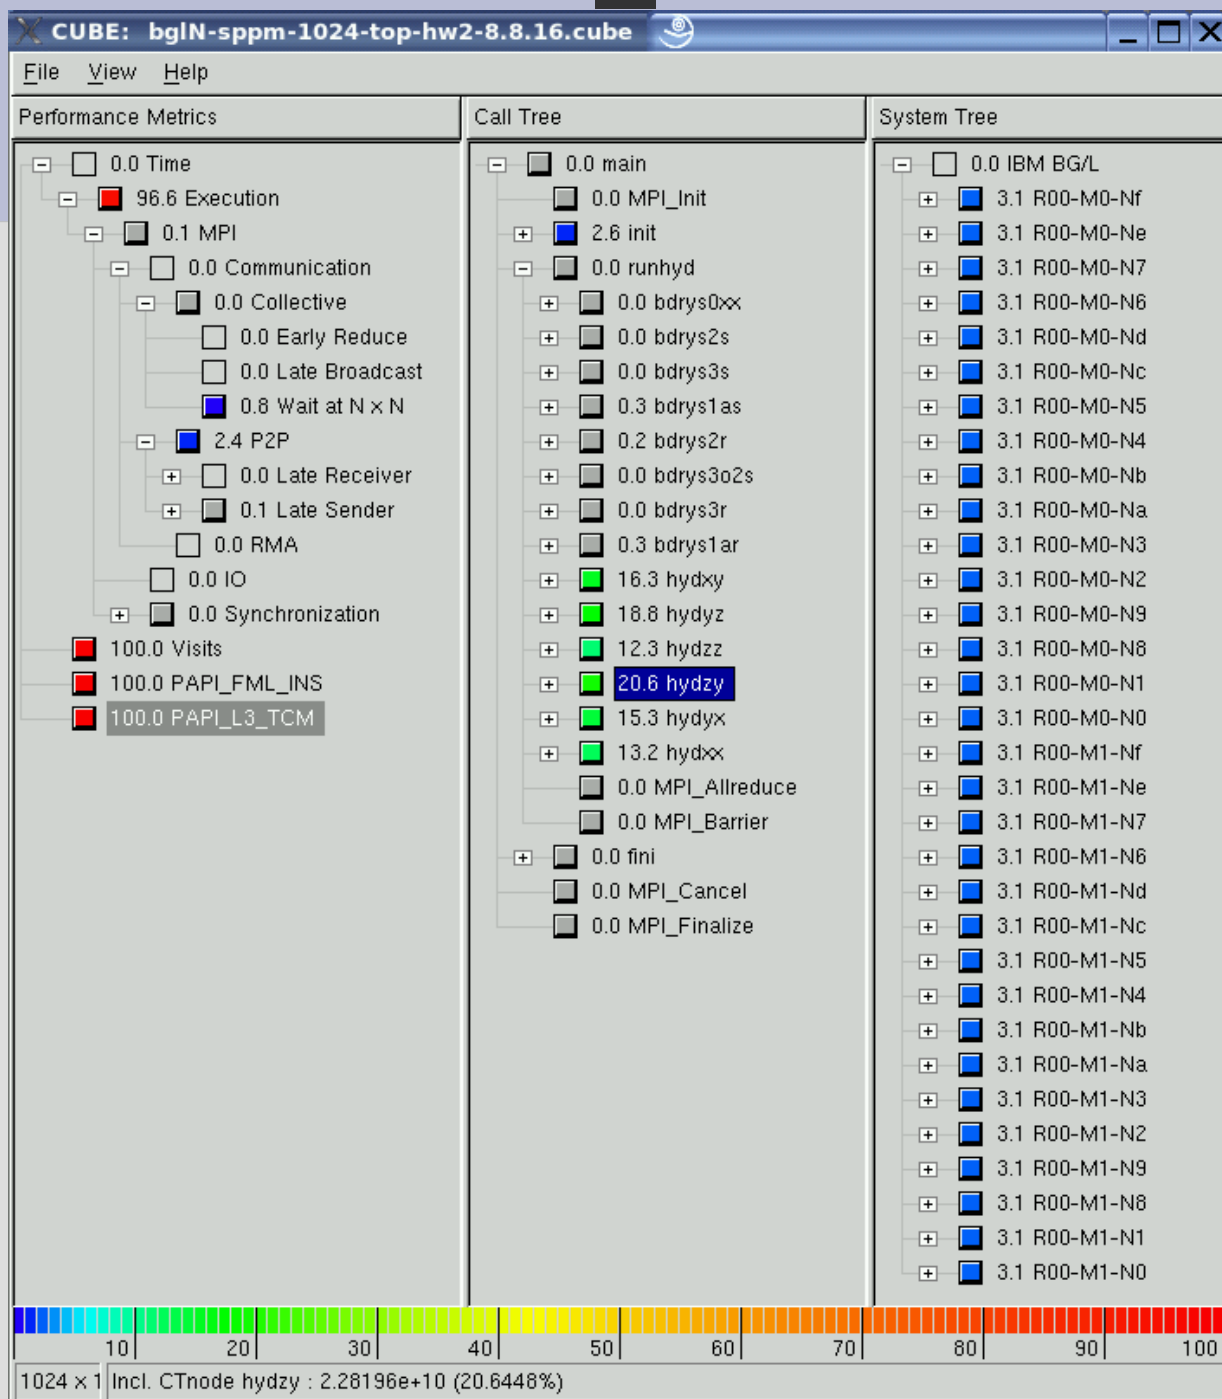 CUBE: bglN-sppm-1024-top-hw2-8.8.16.cube
File View Help
Performance Metrics
0.0 Time
96.6 Execution
0.1 MPI
0.0 Communication
0.0 Collective
0.0 Early Reduce
0.0 Late Broadcast
0.8 Wait at N x N
2.4 P2P
0.0 Late Receiver
0.1 Late Sender
0.0 RMA
0.0 IO
0.0 Synchronization
100.0 Visits
100.0 PAPI_FML_INS
100.0 PAPI_L3_TCM
Call Tree
0.0 main
0.0 MPI_Init
2.6 init
0.0 runhyd
0.0 bdrys0xx
0.0 bdrys2s
0.0 bdrys3s
0.3 bdrys1as
0.2 bdrys2r
0.0 bdrys3o2s
0.0 bdrys3r
0.3 bdrys1ar
16.3 hydxy
18.8 hydyz
12.3 hydzz
20.6 hydzy
15.3 hydyx
13.2 hydxx
0.0 MPI_Allreduce
0.0 MPI_Barrier
0.0 fini
0.0 MPI_Cancel
0.0 MPI_Finalize
System Tree
0.0 IBM BG/L
3.1 R00-M0-Nf
3.1 R00-M0-Ne
3.1 R00-M0-N7
3.1 R00-M0-N6
3.1 R00-M0-Nd
3.1 R00-M0-Nc
3.1 R00-M0-N5
3.1 R00-M0-N4
3.1 R00-M0-Nb
3.1 R00-M0-Na
3.1 R00-M0-N3
3.1 R00-M0-N2
3.1 R00-M0-N9
3.1 R00-M0-N8
3.1 R00-M0-N1
3.1 R00-M0-N0
3.1 R00-M1-Nf
3.1 R00-M1-Ne
3.1 R00-M1-N7
3.1 R00-M1-N6
3.1 R00-M1-Nd
3.1 R00-M1-Nc
3.1 R00-M1-N5
3.1 R00-M1-N4
3.1 R00-M1-Nb
3.1 R00-M1-Na
3.1 R00-M1-N3
3.1 R00-M1-N2
3.1 R00-M1-N9
3.1 R00-M1-N8
3.1 R00-M1-N1
3.1 R00-M1-N0
10 20 30 40 50 60 70 80 90 100
1024 x 1 Incl. CTnode hydzy : 2.28196e+10 (20.6448%)